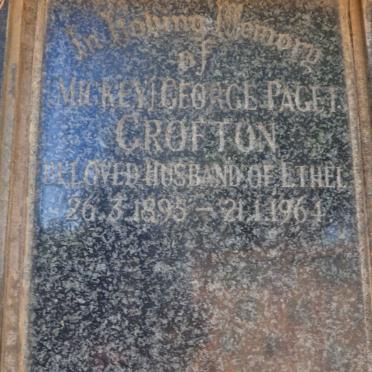 In Loving Memory
of
MICKEY GEORGE PAGET
CROFTON
BELOVED HUSBAND OF ETHEL
26.3.1895 – 21.1.1964